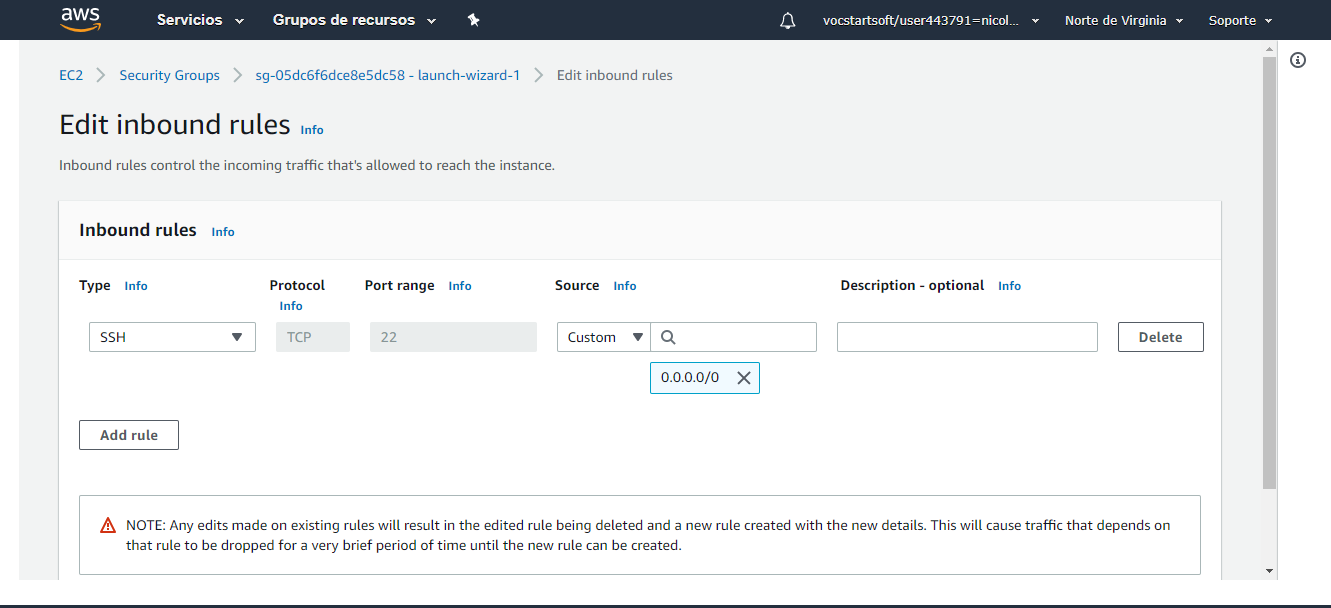 aws Servicios Grupos de recursos vocstartsoft/user443791=nicol... Norte de Virginia Soporte
EC2 Security Groups sg-05dc6f6dce8e5dc58 - launch-wizard-1 Edit inbound rules
Edit inbound rules Info
Inbound rules control the incoming traffic that's allowed to reach the instance.
Inbound rules Info
Type Info Protocol Info Port range Info Source Info Description - optional Info
SSH TCP 22 Custom Delete
0.0.0.0/0
Add rule
NOTE: Any edits made on existing rules will result in the edited rule being deleted and a new rule created with the new details. This will cause traffic that depends on
that rule to be dropped for a very brief period of time until the new rule can be created.